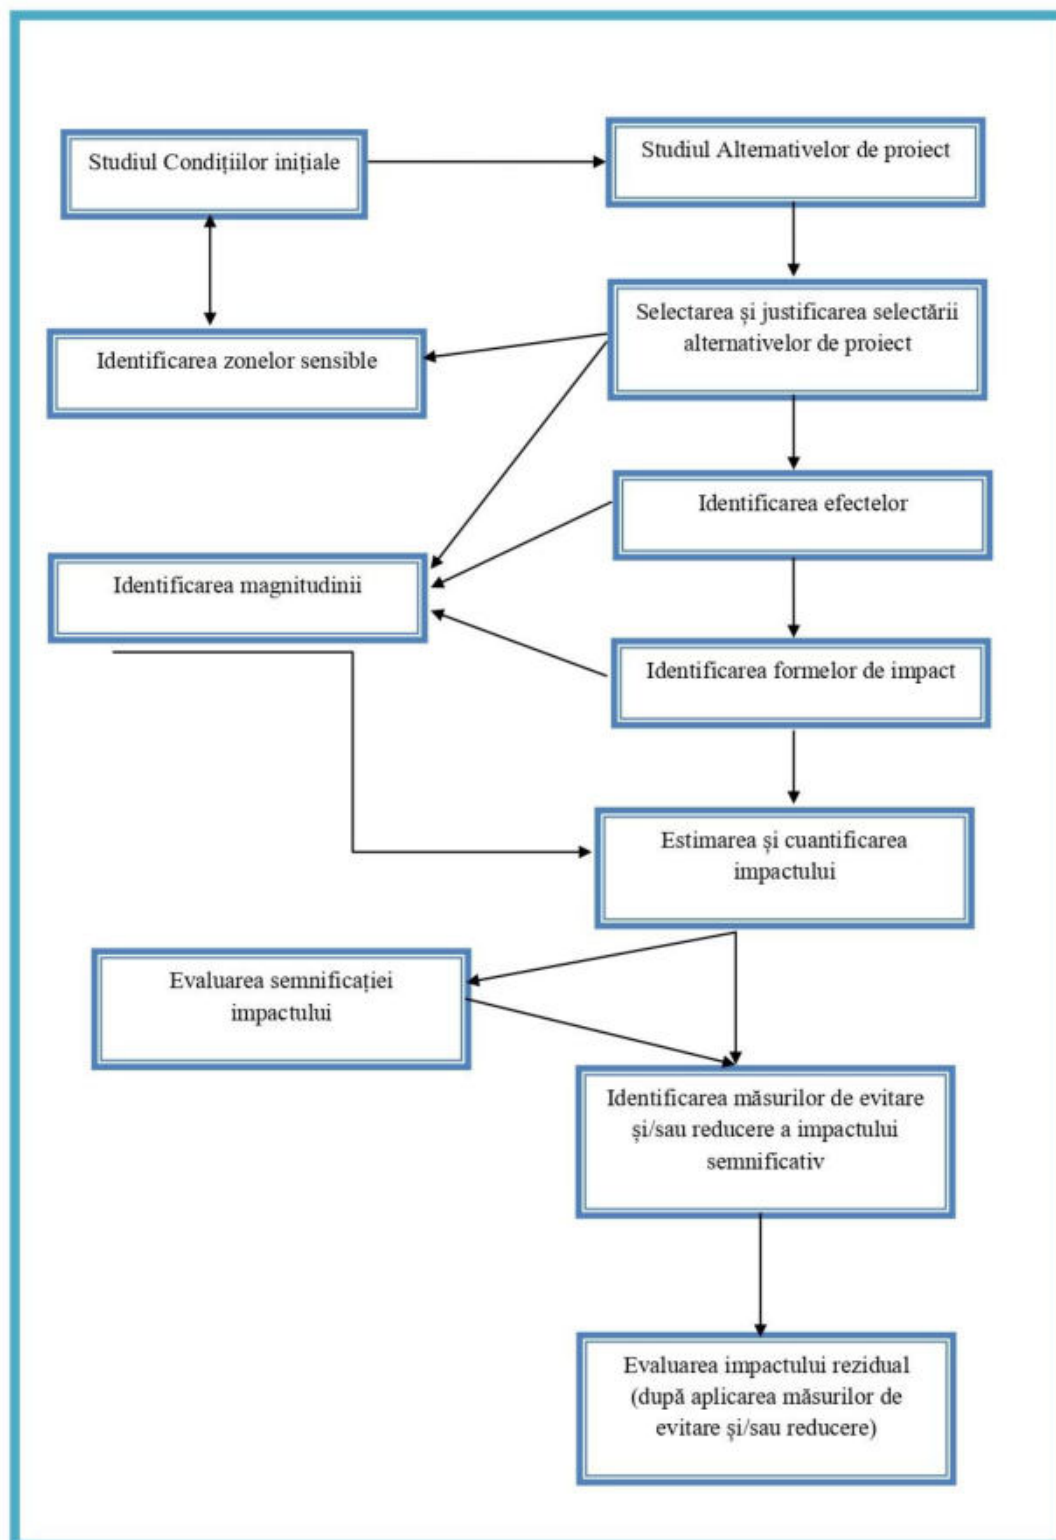 Studiul Condițiilor inițiale
Studiul Alternativelor de proiect
Selectarea și justificarea selectării
alternativelor de proiect
Identificarea zonelor sensible
Identificarea efectelor
Identificarea magnitudinii
Identificarea formelor de impact
Estimarea și cuantificarea
impactului
Evaluarea semnificației
impactului
Identificarea măsurilor de evitare
și/sau reducere a impactului
semnificativ
Evaluarea impactului rezidual
(după aplicarea măsurilor de
evitare și/sau reducere)